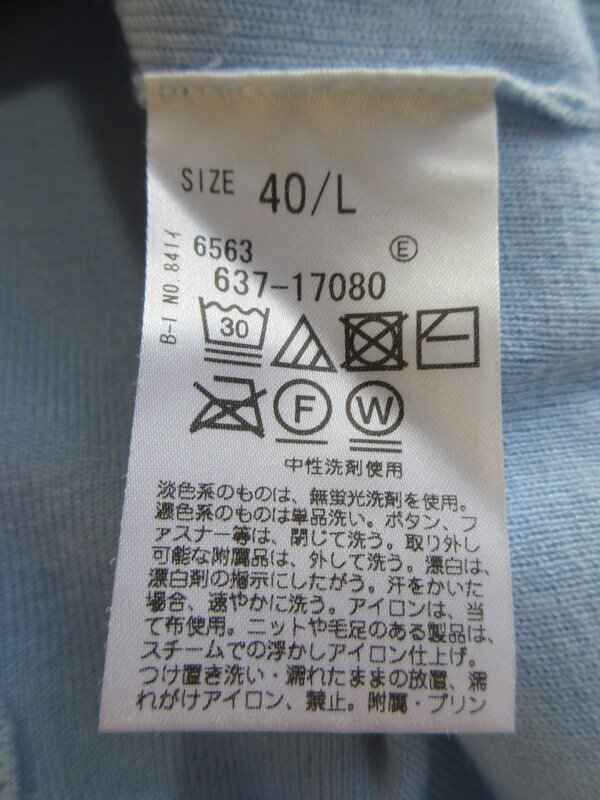 SIZE 40/L
6563 E
637-17080
B-1 NO.8414
30
F W
中性洗剤使用
淡色系のものは、無蛍光洗剤を使用。
濃色系のものは単品洗い。ボタン、フ
ァスナー等は、閉じて洗う。取り外し
可能な附属品は、外して洗う。漂白は、
漂白剤の指示にしたがう。汗をかいた
場合、速やかに洗う。アイロンは、当
て布使用。ニットや毛足のある製品は、
スチームでの浮かしアイロン仕上げ。
つけ置き洗い・濡れたままの放置、濡
れがけアイロン、禁止。附属・プリン